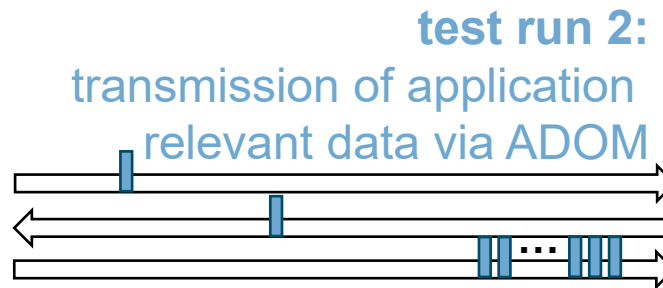 test run 2:
transmission of application
relevant data via ADOM
...